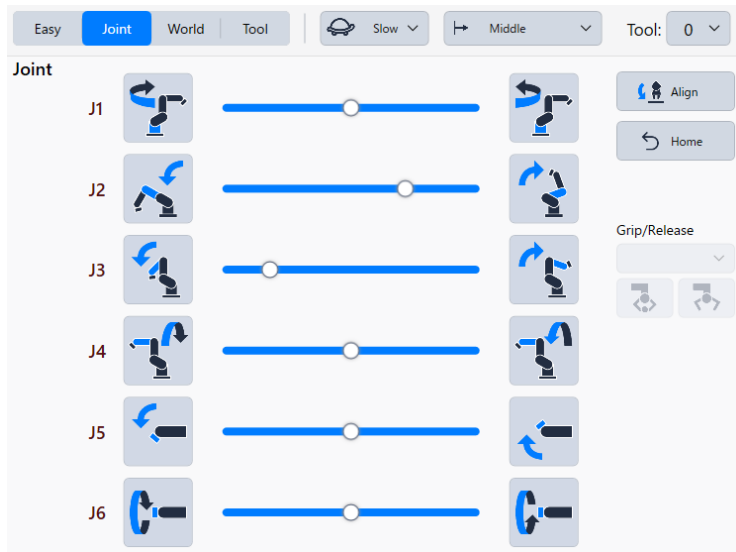 Easy Joint World Tool Slow Middle Tool: 0
Joint
J1
Align
Home
J2
Grip/Release
J3
J4
J5
J6